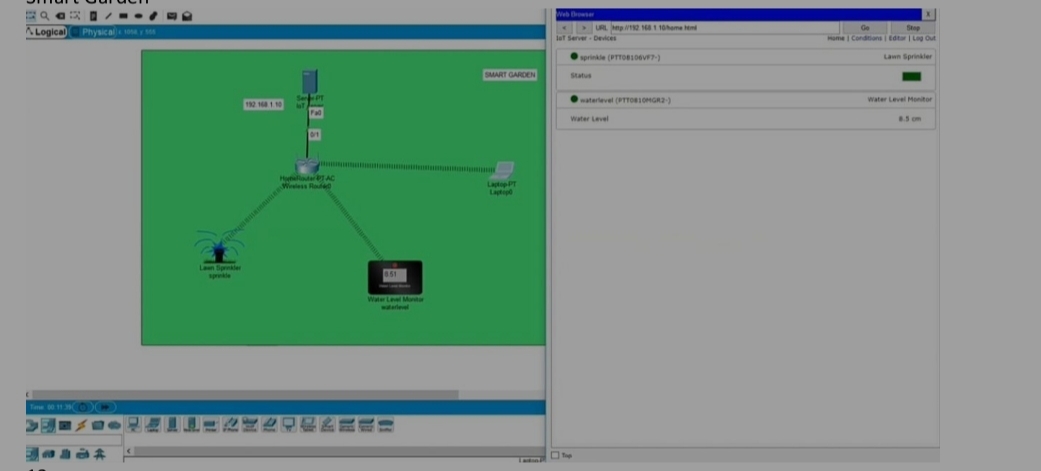 Smart Garden
Logical
Physical
SMART GARDEN
192.168.1.10
Server-PT
IoT
Fa0
0/1
HomeRouter-PT-AC
Wireless Router0
Laptop-PT
Laptop0
Lawn Sprinkler
sprinkle
8.51
Water Level Monitor
waterlevel
Time: 00:11:26
Web Browser
X
< > URL http://192.168.1.10/home.html Go Stop
IoT Server - Devices Home | Conditions | Editor | Log Out
sprinkle (PTT08106VF7-) Lawn Sprinkler
Status
waterlevel (PTT0810MGR2-) Water Level Monitor
Water Level 8.5 cm
Top